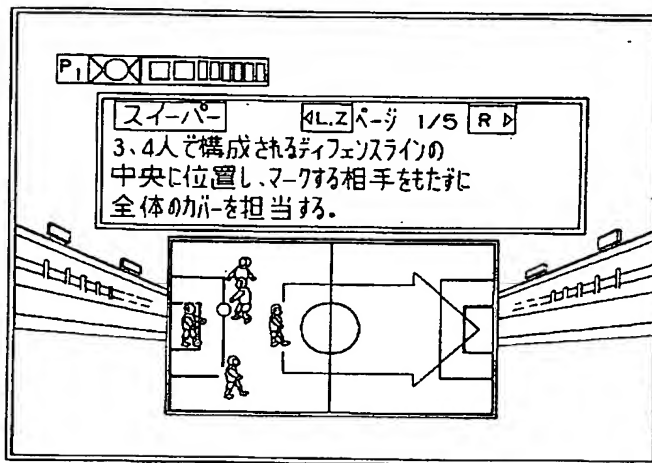 P1
スイーパー ◁L.Z ページ 1/5 R ▷
3、4人で構成されるディフェンスラインの
中央に位置し、マークする相手をもたずに
全体のカバーを担当する。